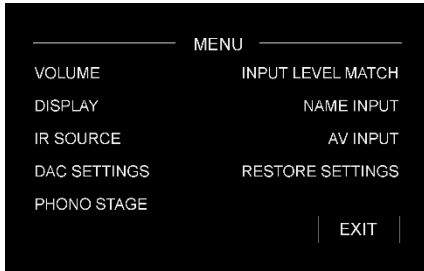 MENU
VOLUME INPUT LEVEL MATCH
DISPLAY NAME INPUT
IR SOURCE AV INPUT
DAC SETTINGS RESTORE SETTINGS
PHONO STAGE
EXIT